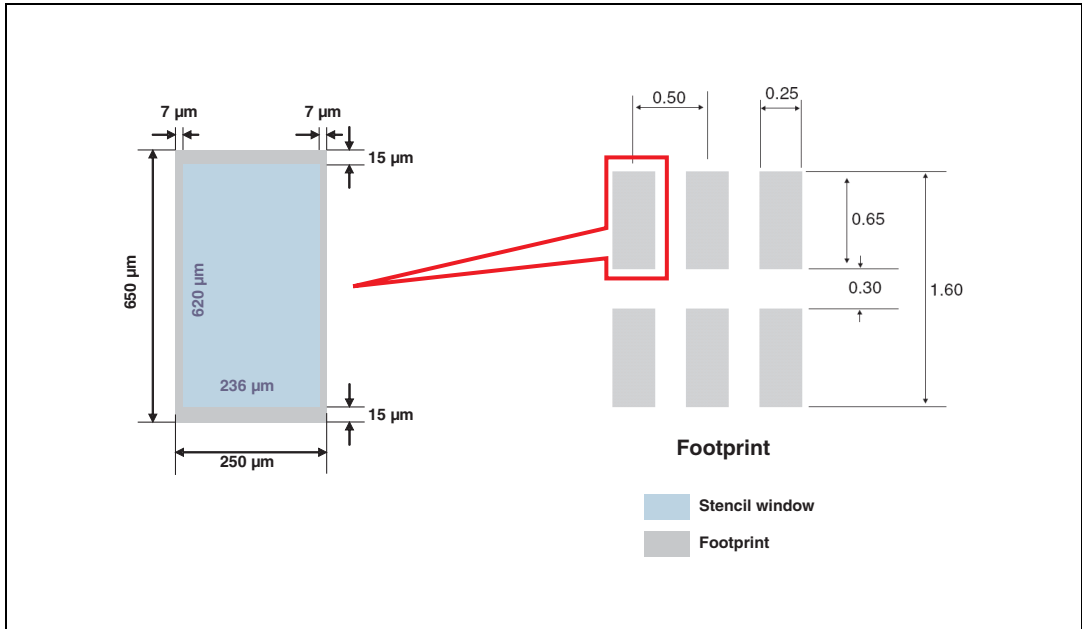 7 µm
7 µm
15 µm
650 µm
620 µm
236 µm
15 µm
250 µm
0.50
0.25
0.65
0.30
1.60
Footprint
Stencil window
Footprint